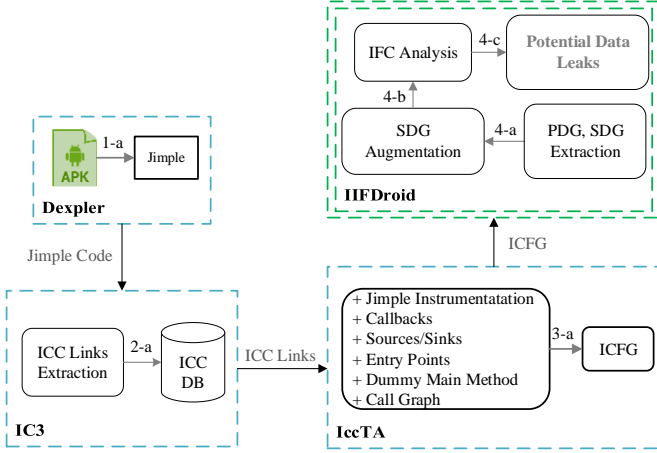 1-a
APK
Jimple
Dexpler
Jimple Code
ICC Links
Extraction
2-a
ICC
DB
IC3
ICC Links
+ Jimple Instrumentatation
+ Callbacks
+ Sources/Sinks
+ Entry Points
+ Dummy Main Method
+ Call Graph
3-a
ICFG
IccTA
ICFG
PDG, SDG
Extraction
4-a
SDG
Augmentation
4-b
IFC Analysis
4-c
Potential Data
Leaks
IIFDroid